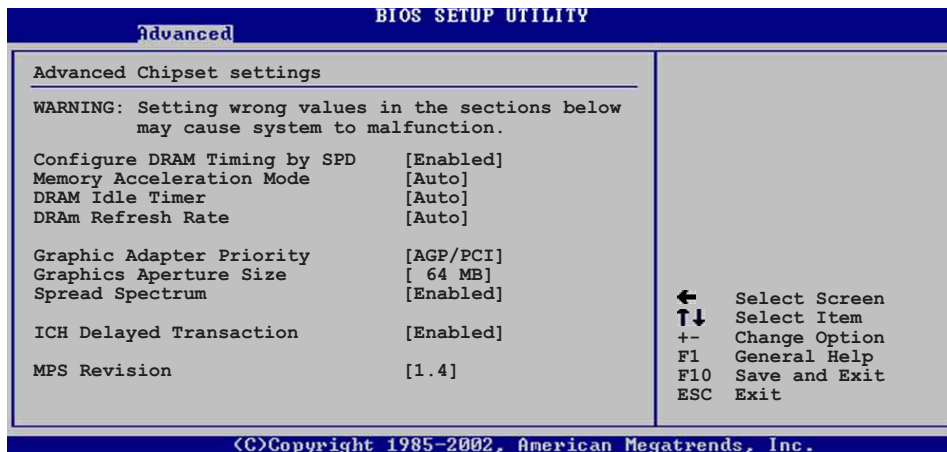 BIOS SETUP UTILITY
Advanced
Advanced Chipset settings
WARNING: Setting wrong values in the sections below
may cause system to malfunction.
Configure DRAM Timing by SPD [Enabled]
Memory Acceleration Mode [Auto]
DRAM Idle Timer [Auto]
DRAm Refresh Rate [Auto]
Graphic Adapter Priority [AGP/PCI]
Graphics Aperture Size [ 64 MB]
Spread Spectrum [Enabled]
ICH Delayed Transaction [Enabled]
MPS Revision [1.4]
← Select Screen
↑↓ Select Item
+- Change Option
F1 General Help
F10 Save and Exit
ESC Exit
(C)Copyright 1985-2002, American Megatrends, Inc.